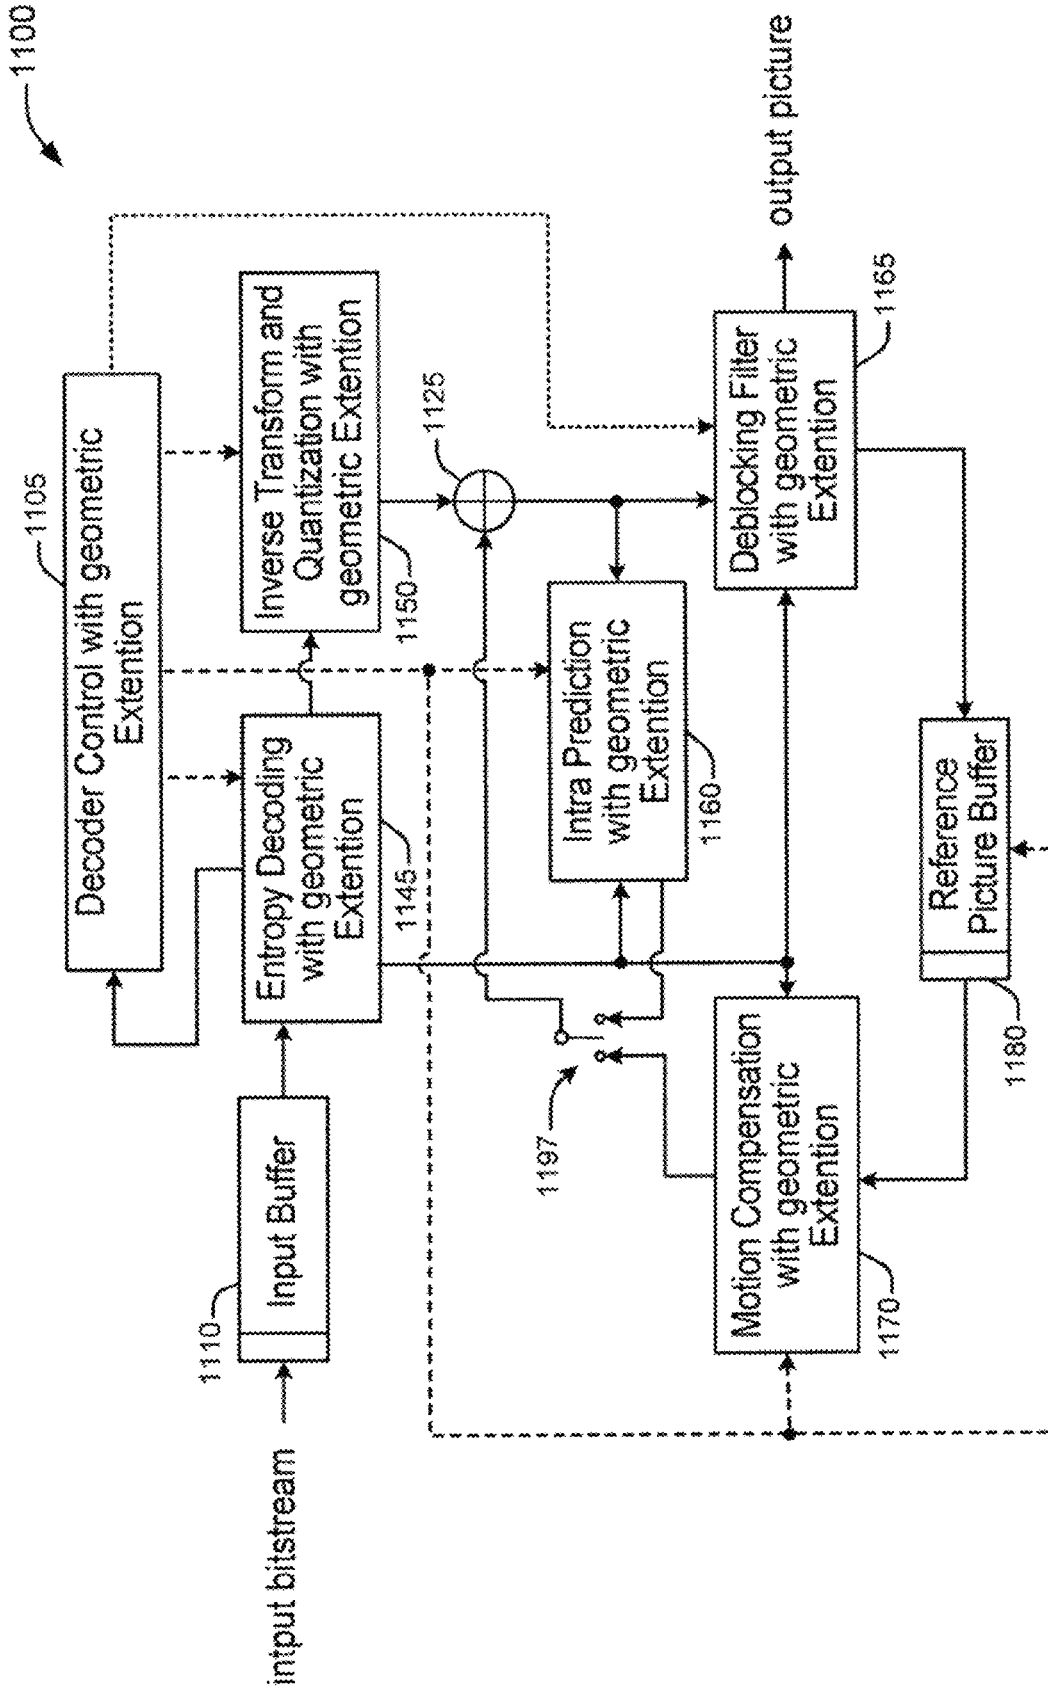 1100
1105
Decoder Control with geometric
Extention
intput bitstream
1110
Input Buffer
Entropy Decoding
with geometric
Extention
1145
Inverse Transform and
Quantization with
geometric Extention
1150
1125
1197
Intra Prediction
with geometric
Extention
1160
Motion Compensation
with geometric
Extention
1170
Deblocking Filter
with geometric
Extention
1165
output picture
Reference
Picture Buffer
1180